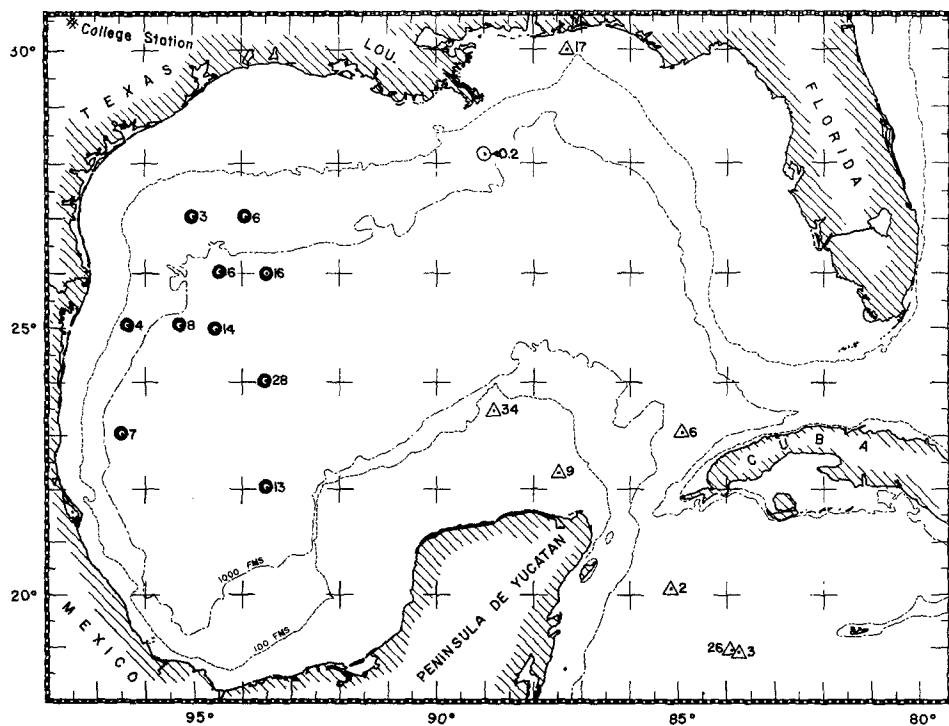 30°
College Station
TEXAS
LOU.
17
FLORIDA
0.2
3
6
6
16
25°
4
8
14
28
34
6
7
CUBA
9
13
1000 FMS
20°
2
100 FMS
PENINSULA DE YUCATAN
MEXICO
26
3
95°
90°
85°
80°